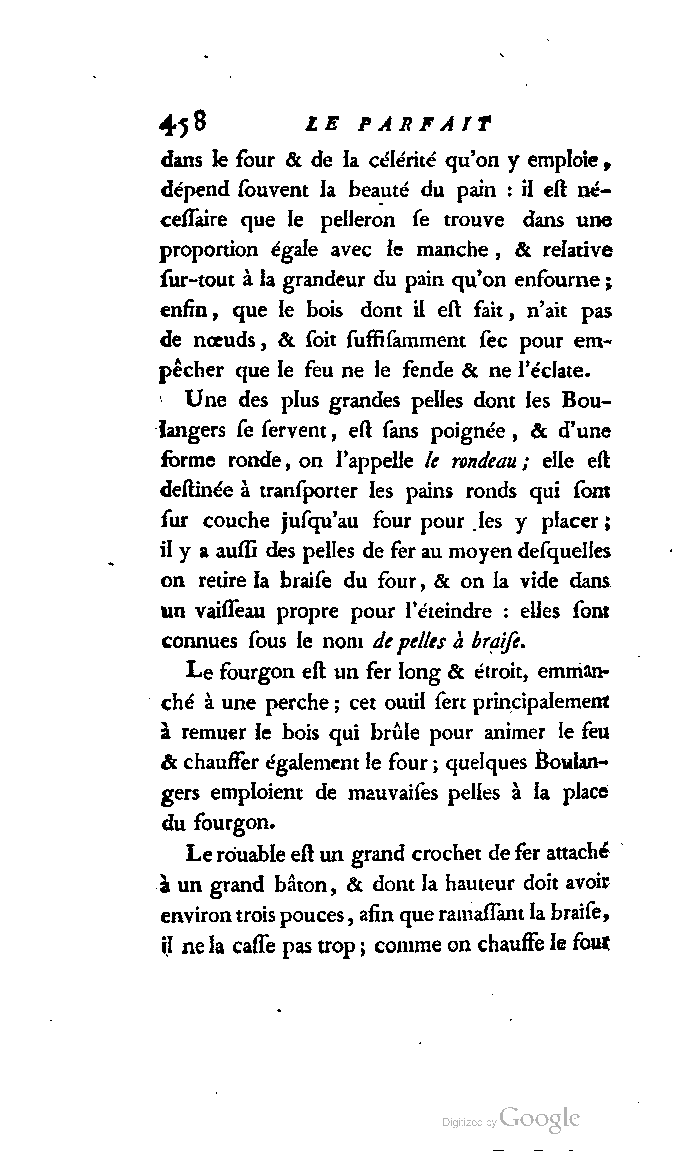 458 LE PARFAIT
dans le four & de la célérité qu'on y emploie,
dépend ſouvent la beauté du pain : il eſt né-
ceſſaire que le pelleron ſe trouve dans une
proportion égale avec le manche, & relative
ſur-tout à la grandeur du pain qu'on enfourne;
enfin, que le bois dont il eſt fait, n'ait pas
de nœuds, & ſoit ſuffiſamment ſec pour em-
pêcher que le feu ne le fende & ne l'éclate.
Une des plus grandes pelles dont les Bou-
langers ſe ſervent, eſt ſans poignée, & d'une
forme ronde, on l'appelle le rondeau; elle eſt
deſtinée à tranſporter les pains ronds qui ſont
ſur couche juſqu'au four pour les y placer;
il y a auſſi des pelles de fer au moyen deſquelles
on retire la braiſe du four, & on la vide dans
un vaiſſeau propre pour l'éteindre : elles ſont
connues ſous le nom de pelles à braiſe.
Le fourgon eſt un fer long & étroit, emman-
ché à une perche; cet outil ſert principalement
à remuer le bois qui brûle pour animer le feu
& chauffer également le four; quelques Boulan-
gers emploient de mauvaiſes pelles à la place
du fourgon.
Le rouable eſt un grand crochet de fer attaché
à un grand bâton, & dont la hauteur doit avoir
environ trois pouces, afin que ramaſſant la braiſe,
il ne la caſſe pas trop; comme on chauffe le four
Digitized by Google